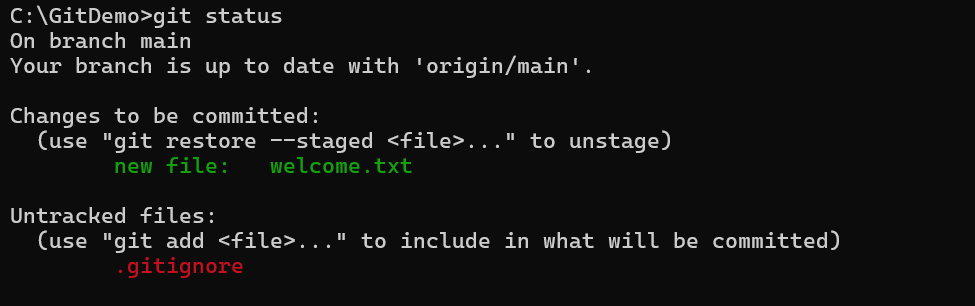 C:\GitDemo>git status
On branch main
Your branch is up to date with 'origin/main'.

Changes to be committed:
  (use "git restore --staged <file>..." to unstage)
        new file:   welcome.txt

Untracked files:
  (use "git add <file>..." to include in what will be committed)
        .gitignore